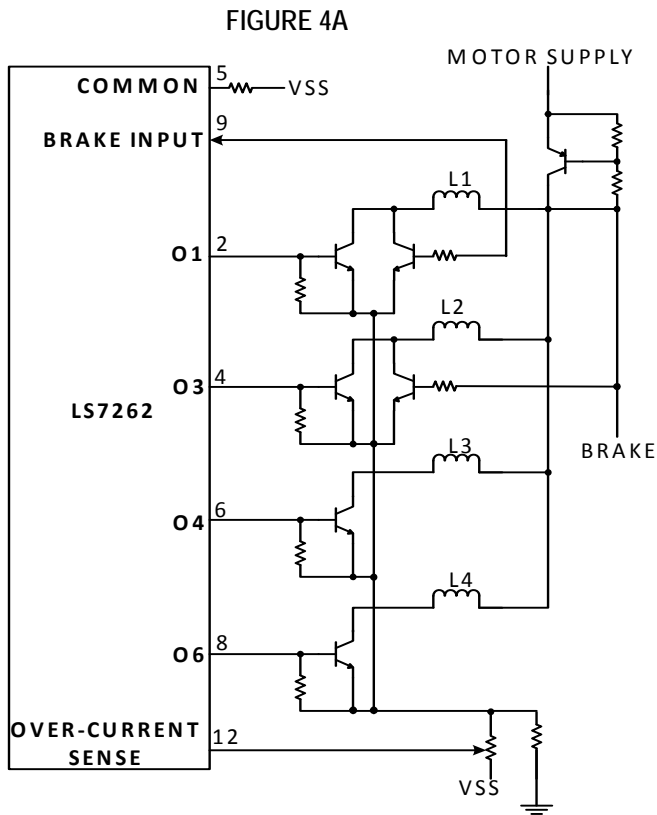 FIGURE 4A
MOTOR SUPPLY
COMMON
5
VSS
BRAKE INPUT
9
L1
O1
2
L2
O3
4
LS7262
BRAKE
L3
O4
6
L4
O6
8
OVER-CURRENT
SENSE
12
VSS